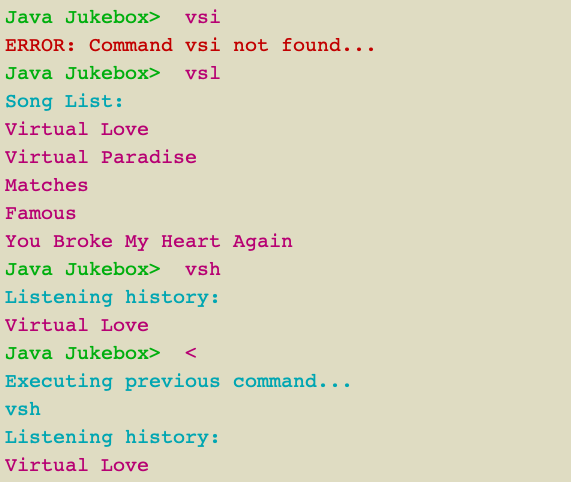 Java Jukebox>  vsi
ERROR: Command vsi not found...
Java Jukebox>  vsl
Song List:
Virtual Love
Virtual Paradise
Matches
Famous
You Broke My Heart Again
Java Jukebox>  vsh
Listening history:
Virtual Love
Java Jukebox>  <
Executing previous command...
vsh
Listening history:
Virtual Love